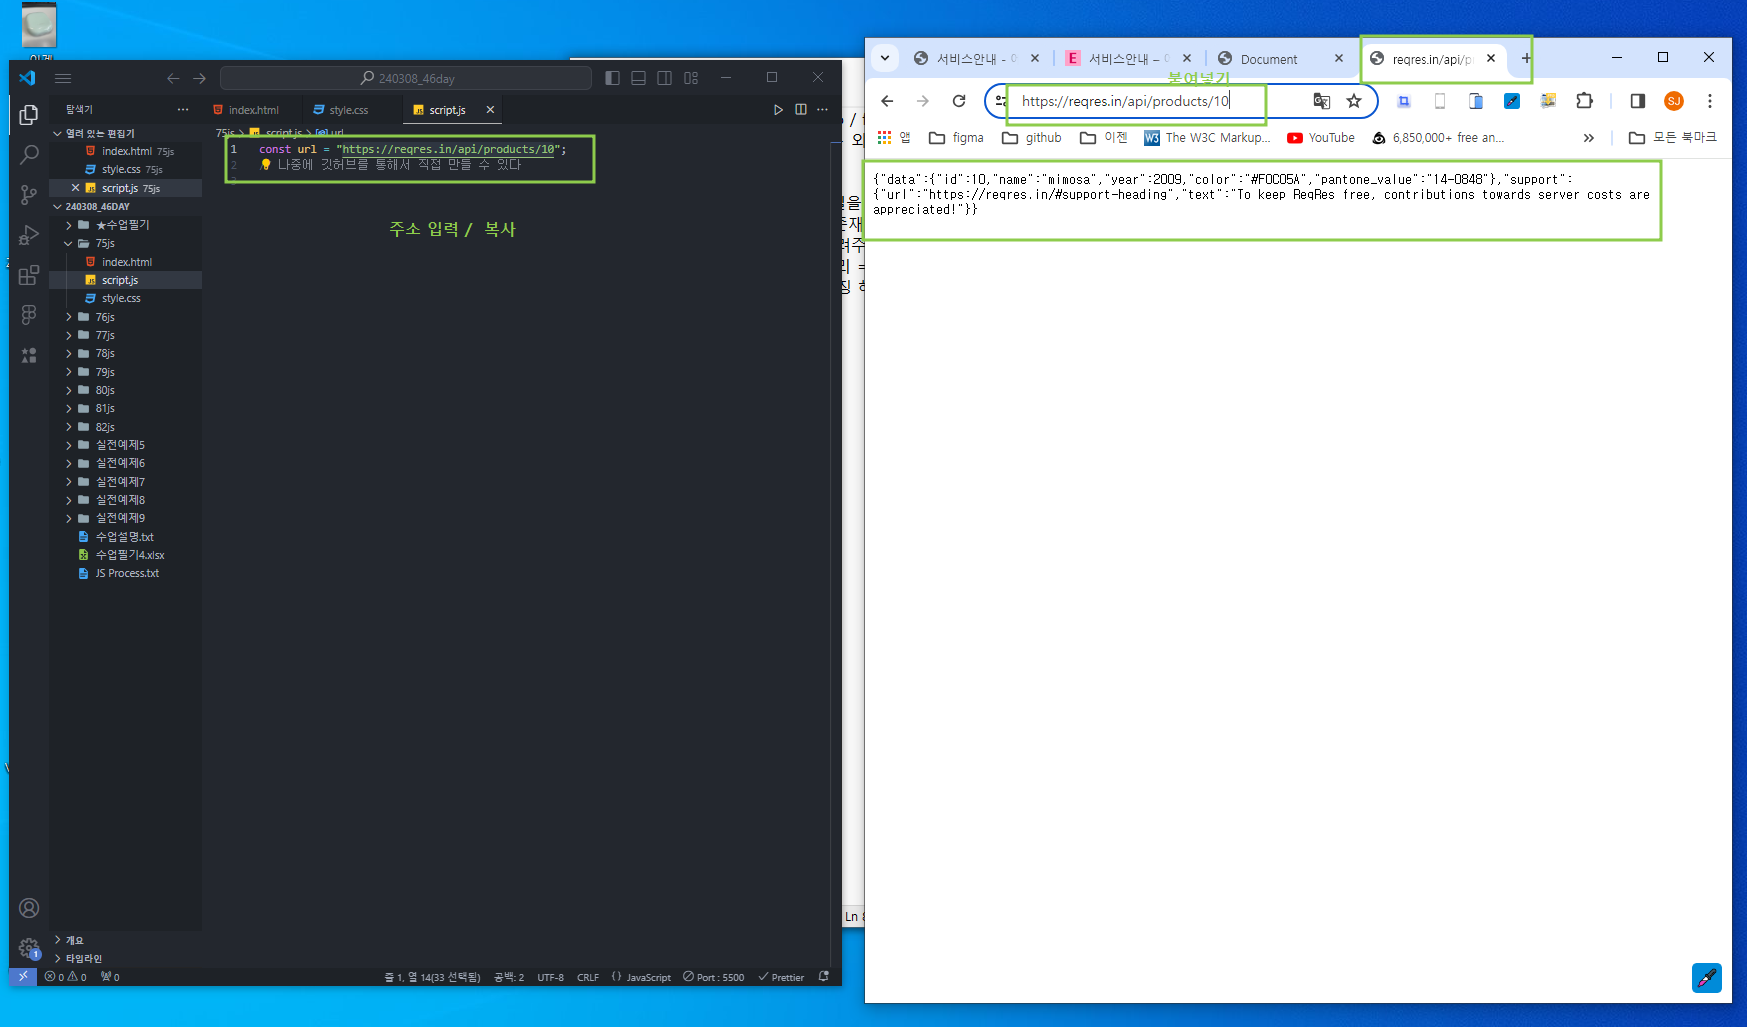 240308_46day
탐색기
index.html
style.css
script.js
열려 있는 편집기
index.html 75js
style.css 75js
script.js 75js
240308_46DAY
★수업필기
75js
index.html
script.js
style.css
76js
77js
78js
79js
80js
81js
82js
실전예제5
실전예제6
실전예제7
실전예제8
실전예제9
수업설명.txt
수업필기4.xlsx
JS Process.txt
개요
타임라인
75js > script.js > url
1 const url = "https://reqres.in/api/products/10";
2 나중에 깃허브를 통해서 직접 만들 수 있다
3
주소 입력 / 복사
0 0 0
줄 1, 열 14(33 선택됨)
공백: 2
UTF-8
CRLF
{} JavaScript
Port : 5500
Prettier
1
Ln 8
서비스안내 -
E 서비스안내 –
Document
reqres.in/api/p
붙여넣기
https://reqres.in/api/products/10
SJ
앱
figma
github
이젠
W3 The W3C Markup...
YouTube
6,850,000+ free an...
모든 북마크
{"data":{"id":10,"name":"mimosa","year":2009,"color":"#F0C05A","pantone_value":"14-0848"},"support":
{"url":"https://reqres.in/#support-heading","text":"To keep ReqRes free, contributions towards server costs are
appreciated!"}}